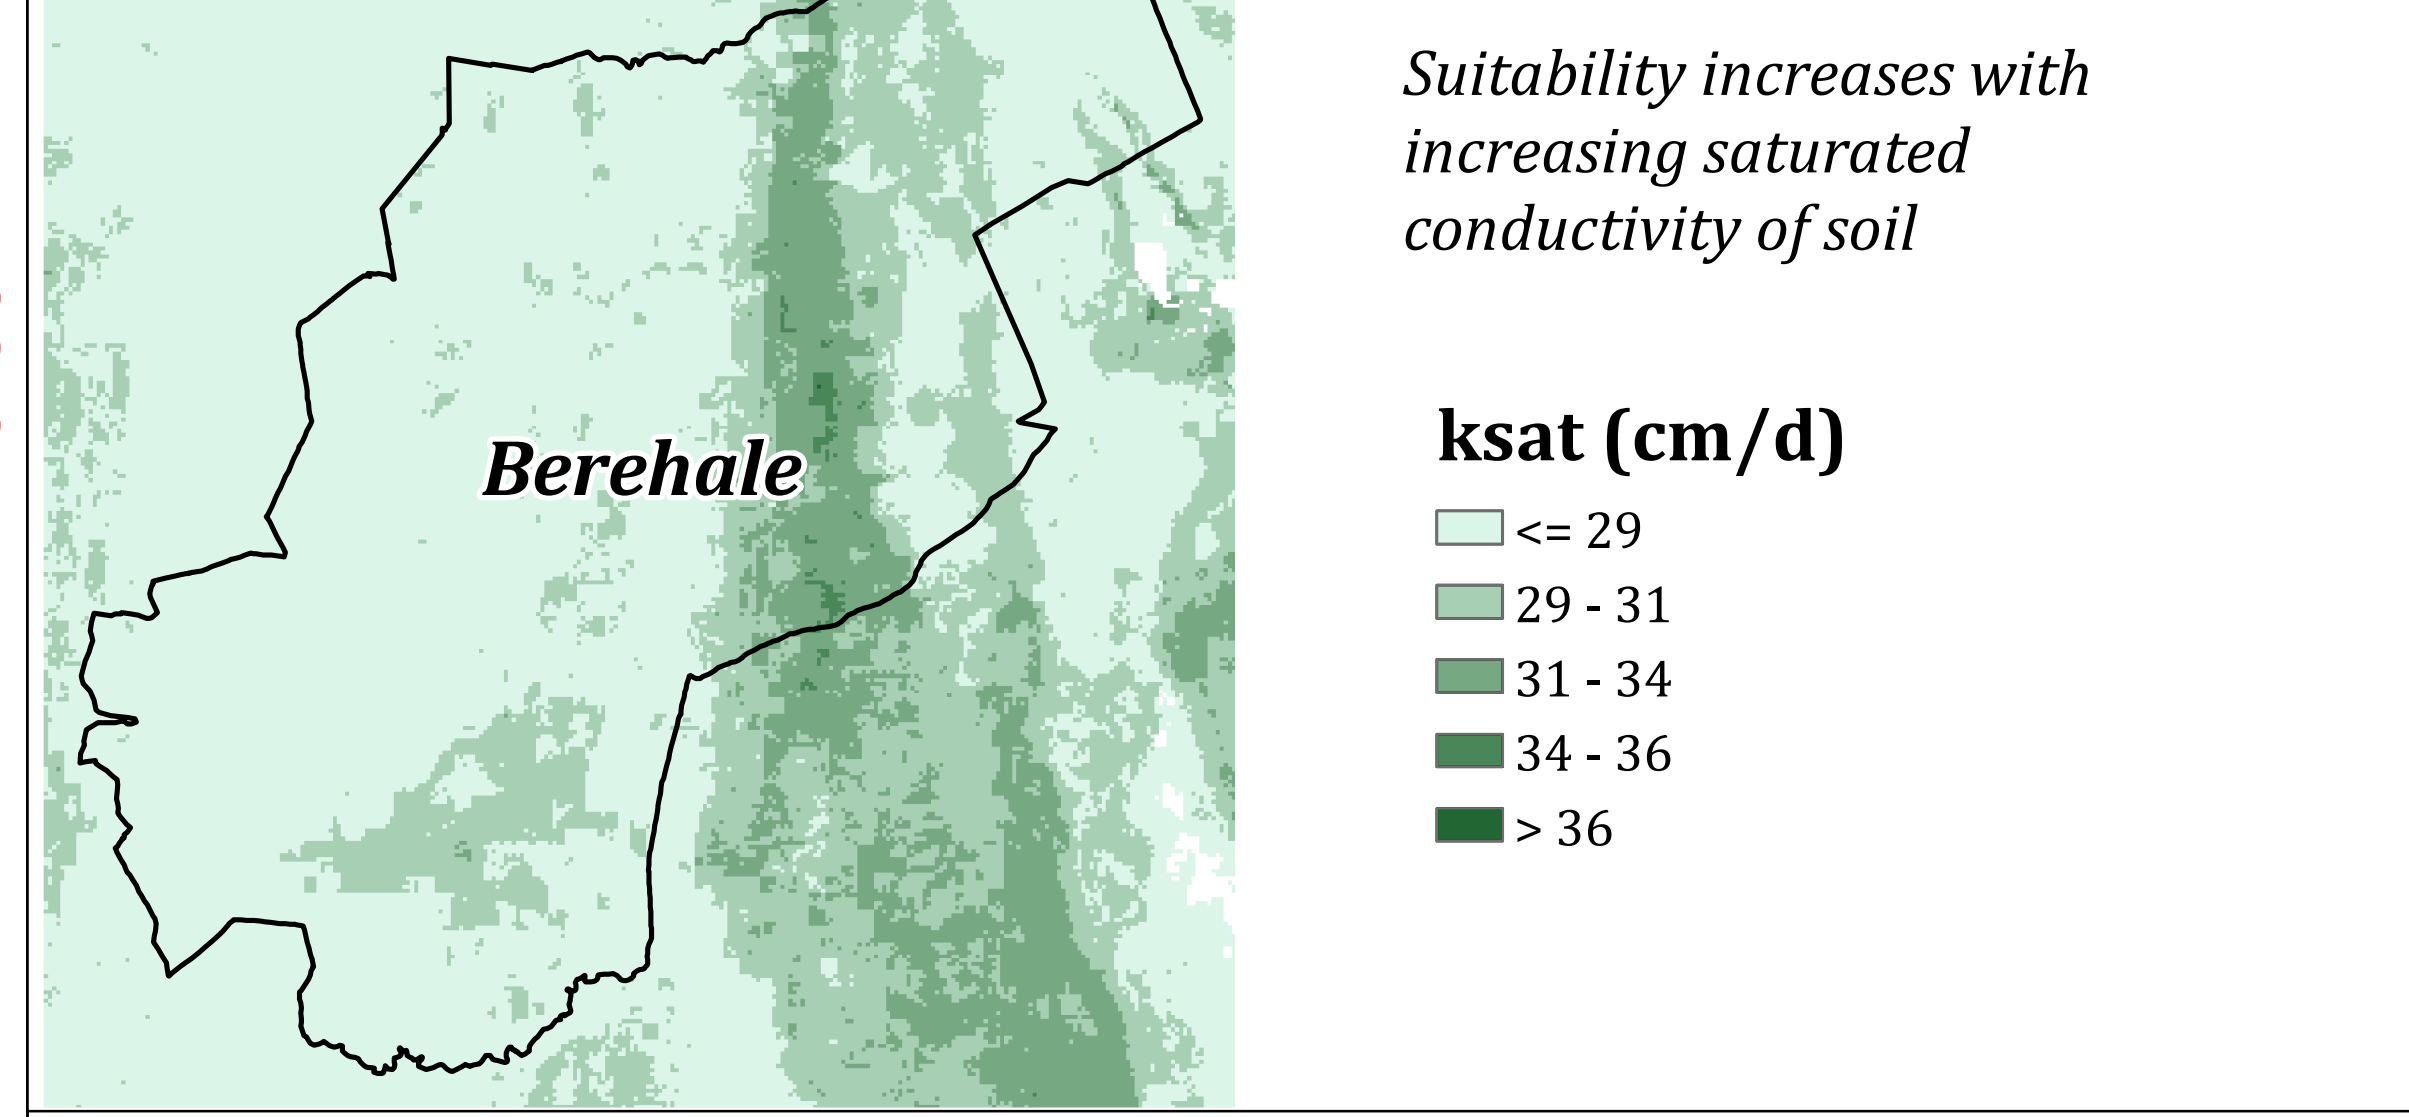 Suitability increases with
increasing saturated
conductivity of soil
Berehale
ksat (cm/d)
<= 29
29 - 31
31 - 34
34 - 36
> 36